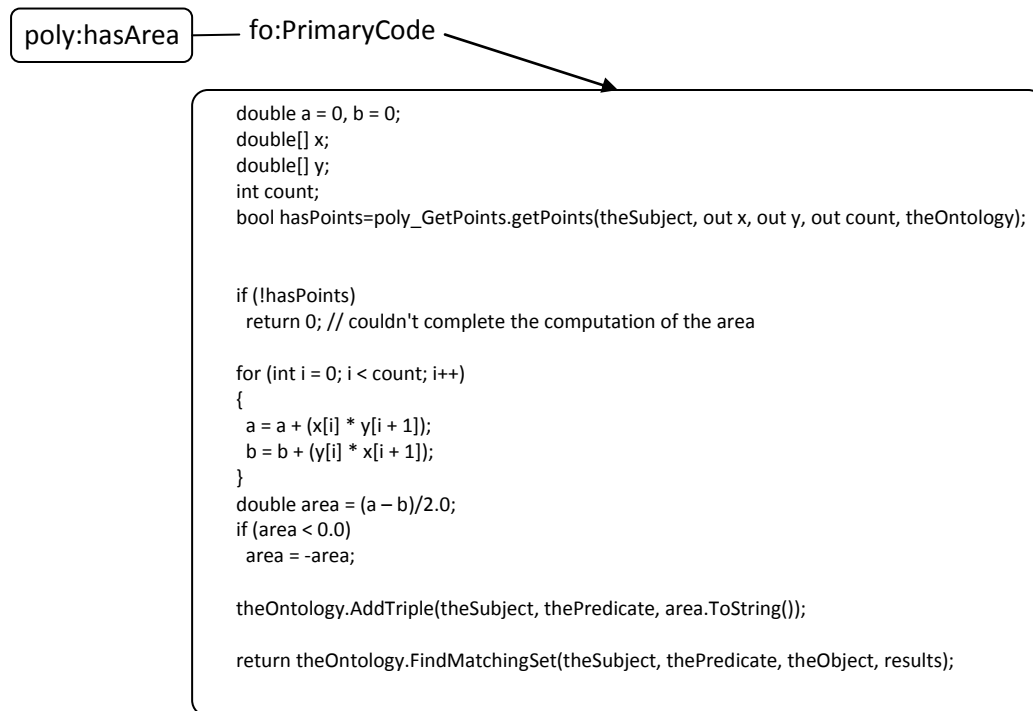 poly:hasArea
fo:PrimaryCode
double a = 0, b = 0;
double[] x;
double[] y;
int count;
bool hasPoints=poly_GetPoints.getPoints(theSubject, out x, out y, out count, theOntology);
if (!hasPoints)
return 0; // couldn't complete the computation of the area
for (int i = 0; i < count; i++)
{
a = a + (x[i] * y[i + 1]);
b = b + (y[i] * x[i + 1]);
}
double area = (a – b)/2.0;
if (area < 0.0)
area = -area;
theOntology.AddTriple(theSubject, thePredicate, area.ToString());
return theOntology.FindMatchingSet(theSubject, thePredicate, theObject, results);